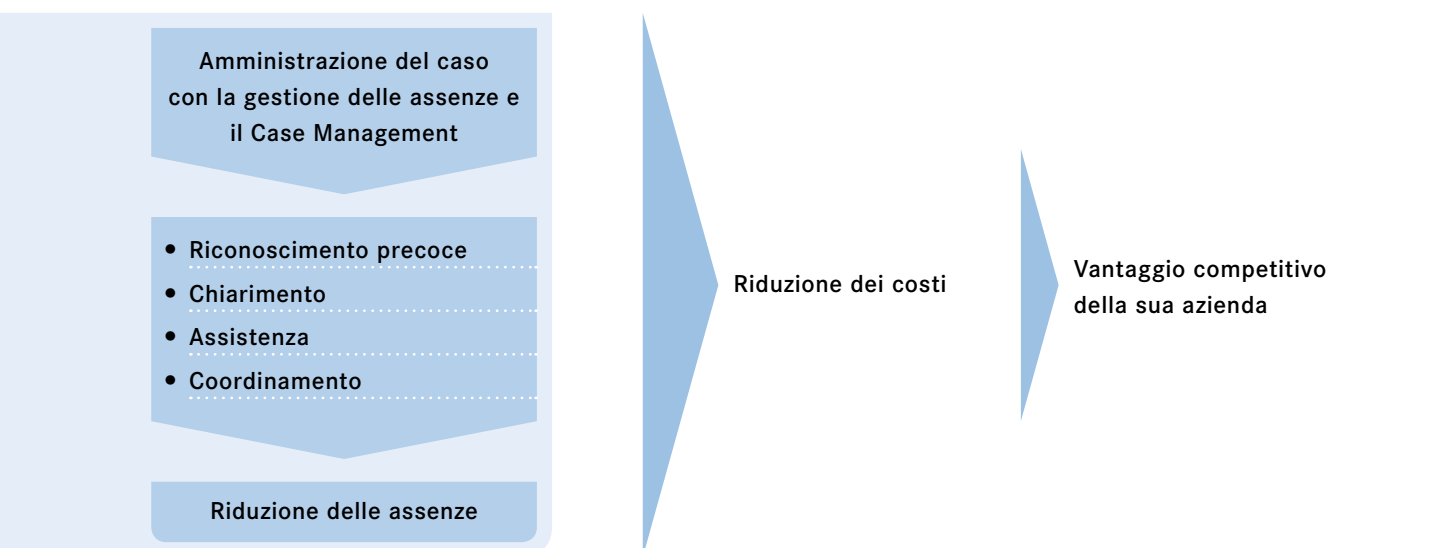 Amministrazione del caso
con la gestione delle assenze e
il Case Management
• Riconoscimento precoce
• Chiarimento
• Assistenza
• Coordinamento
Riduzione delle assenze
Riduzione dei costi
Vantaggio competitivo
della sua azienda